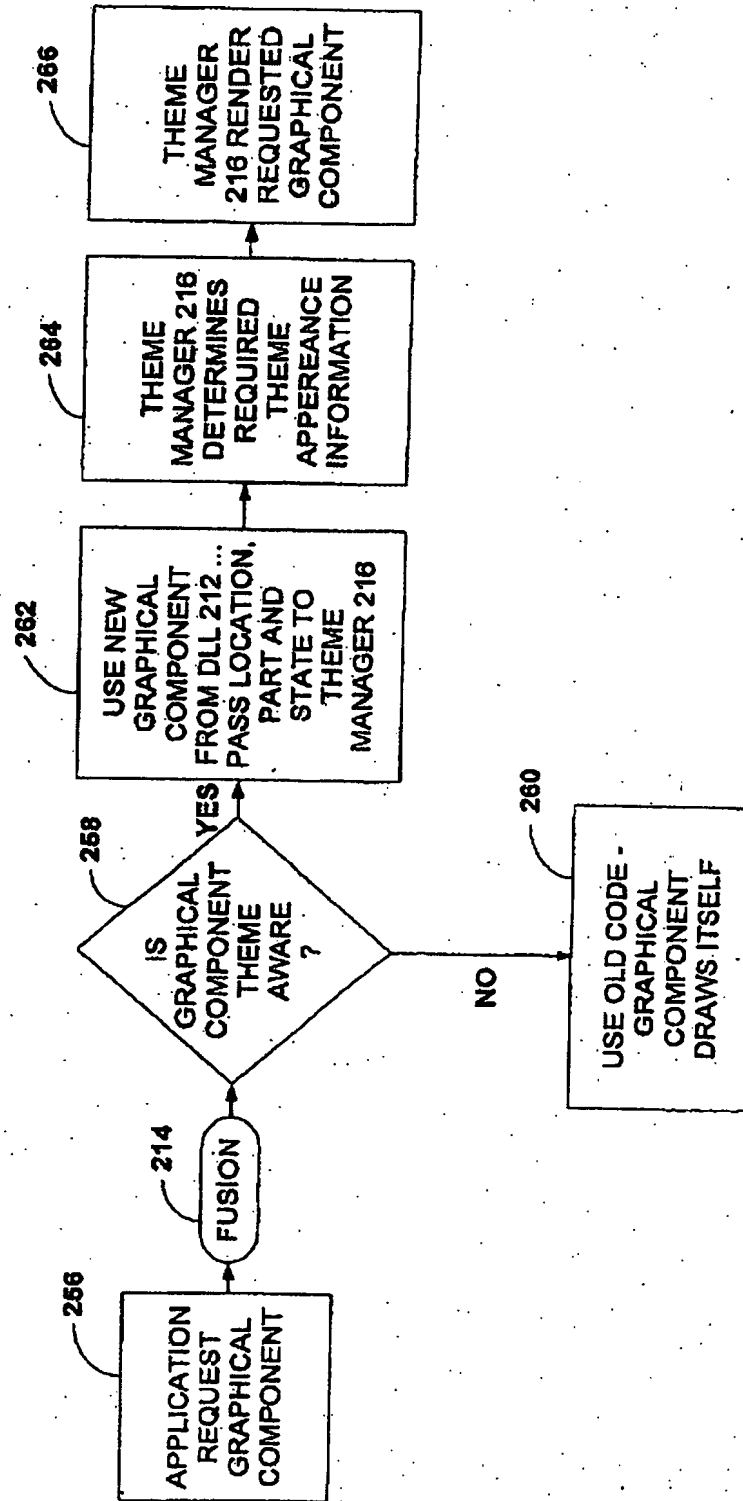 256
APPLICATION
REQUEST
GRAPHICAL
COMPONENT
214
FUSION
258
IS
GRAPHICAL
COMPONENT
THEME
AWARE
?
YES
NO
260
USE OLD CODE -
GRAPHICAL
COMPONENT
DRAWS ITSELF
262
USE NEW
GRAPHICAL
COMPONENT
FROM DLL 212 ...
PASS LOCATION,
PART AND
STATE TO
THEME
MANAGER 216
264
THEME
MANAGER 216
DETERMINES
REQUIRED
THEME
APPEREANCE
INFORMATION
266
THEME
MANAGER
216 RENDER
REQUESTED
GRAPHICAL
COMPONENT